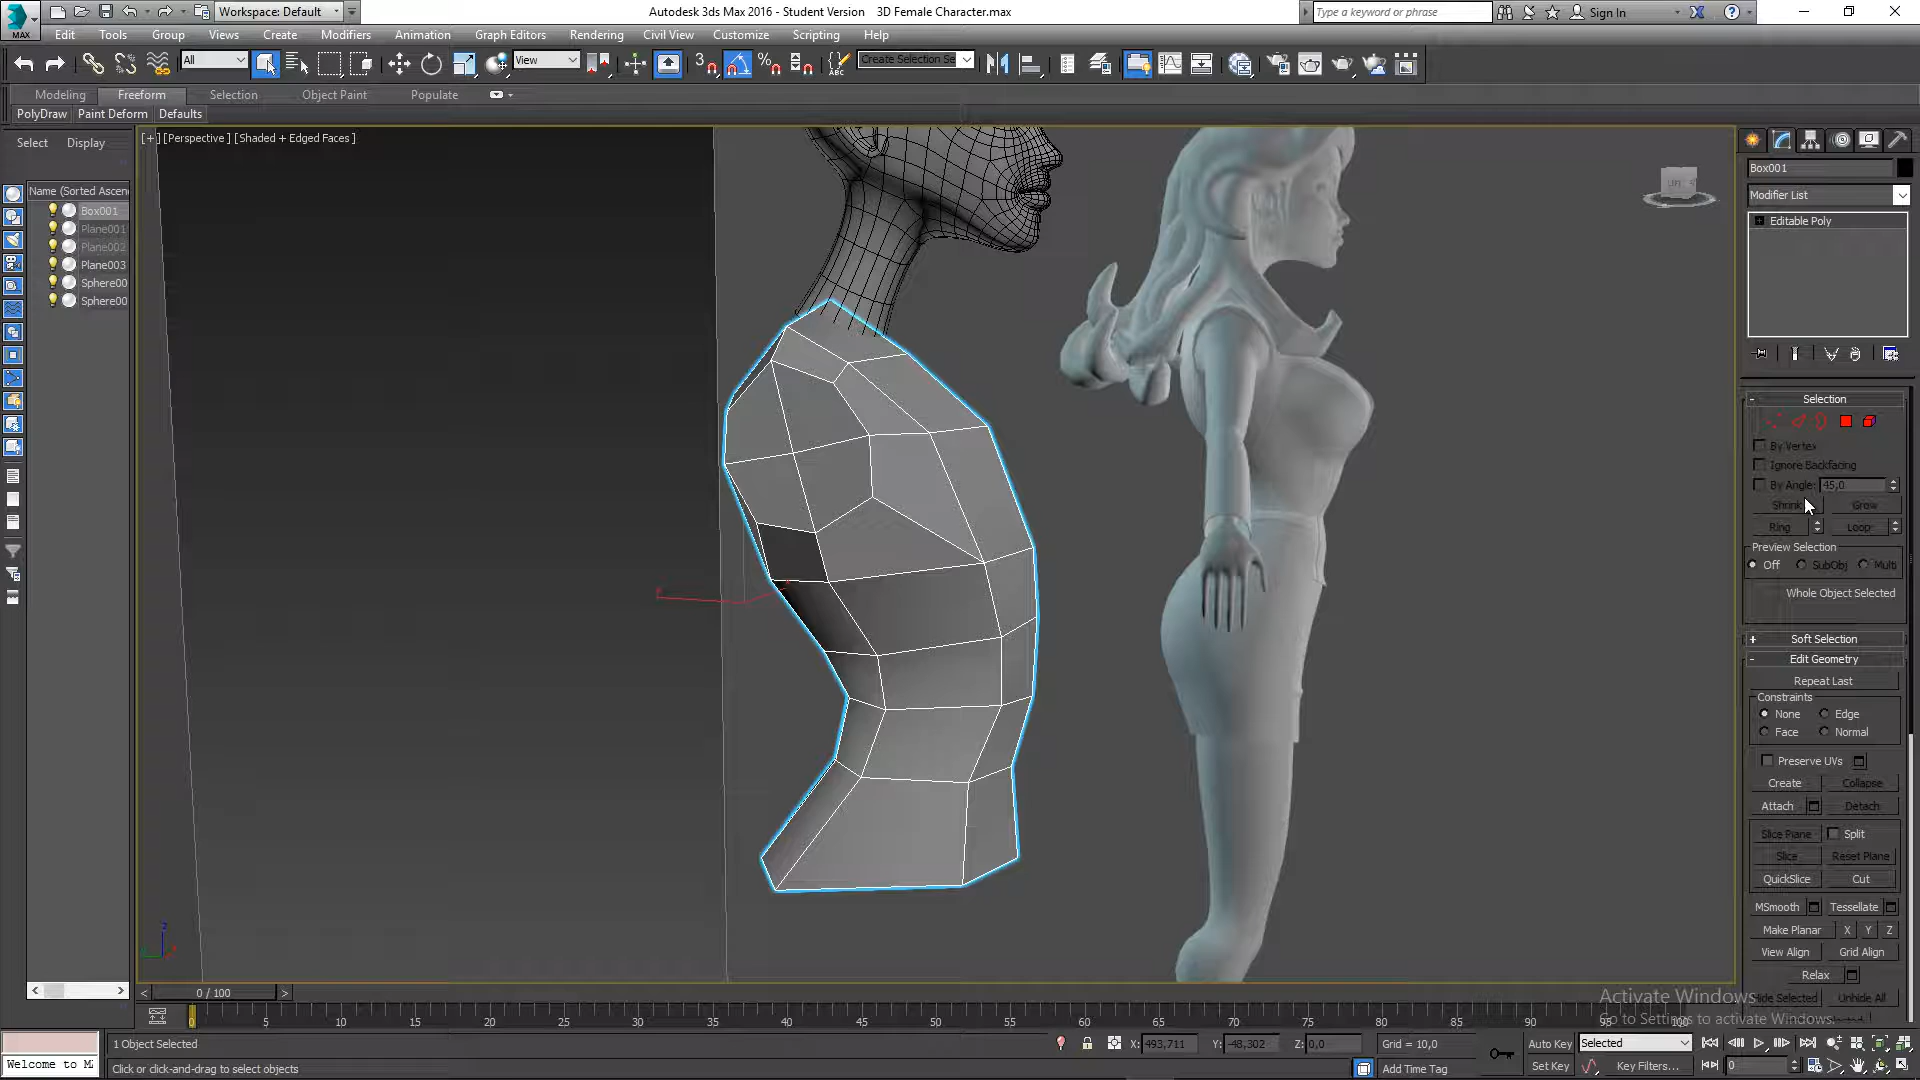 Workspace: Default
Autodesk 3ds Max 2016 - Student Version 3D Female Character.max
Type a keyword or phrase
Sign In
MAX
Edit Tools Group Views Create Modifiers Animation Graph Editors Rendering Civil View Customize Scripting Help
All
View
3
ABC
Create Selection Se
Modeling Freeform Selection Object Paint Populate
PolyDraw Paint Deform Defaults
Select Display
[+] [Perspective] [Shaded + Edged Faces]
Name (Sorted Ascen
Box001
Plane001
Plane002
Plane003
Sphere00
Sphere00
Box001
Modifier List
Editable Poly
Selection
By Vertex
Ignore Backfacing
By Angle: 45,0
Shrink Grow
Ring Loop
Preview Selection
Off SubObj Multi
Whole Object Selected
Soft Selection
Edit Geometry
Repeat Last
Constraints
None Edge
Face Normal
Preserve UVs
Create Collapse
Attach Detach
Slice Plane Split
Slice Reset Plane
QuickSlice Cut
MSmooth Tessellate
Make Planar X Y Z
View Align Grid Align
Relax
Hide Selected Unhide All
Activate Windows
Go to Settings to activate Windows.
0 / 100
0 5 10 15 20 25 30 35 40 45 50 55 60 65 70 75 80 85 90 95 100
1 Object Selected
X: 493,711 Y: -48,302 Z: 0,0 Grid = 10,0
Auto Key Selected
Welcome to M
Click or click-and-drag to select objects
Add Time Tag
Set Key Key Filters... 0